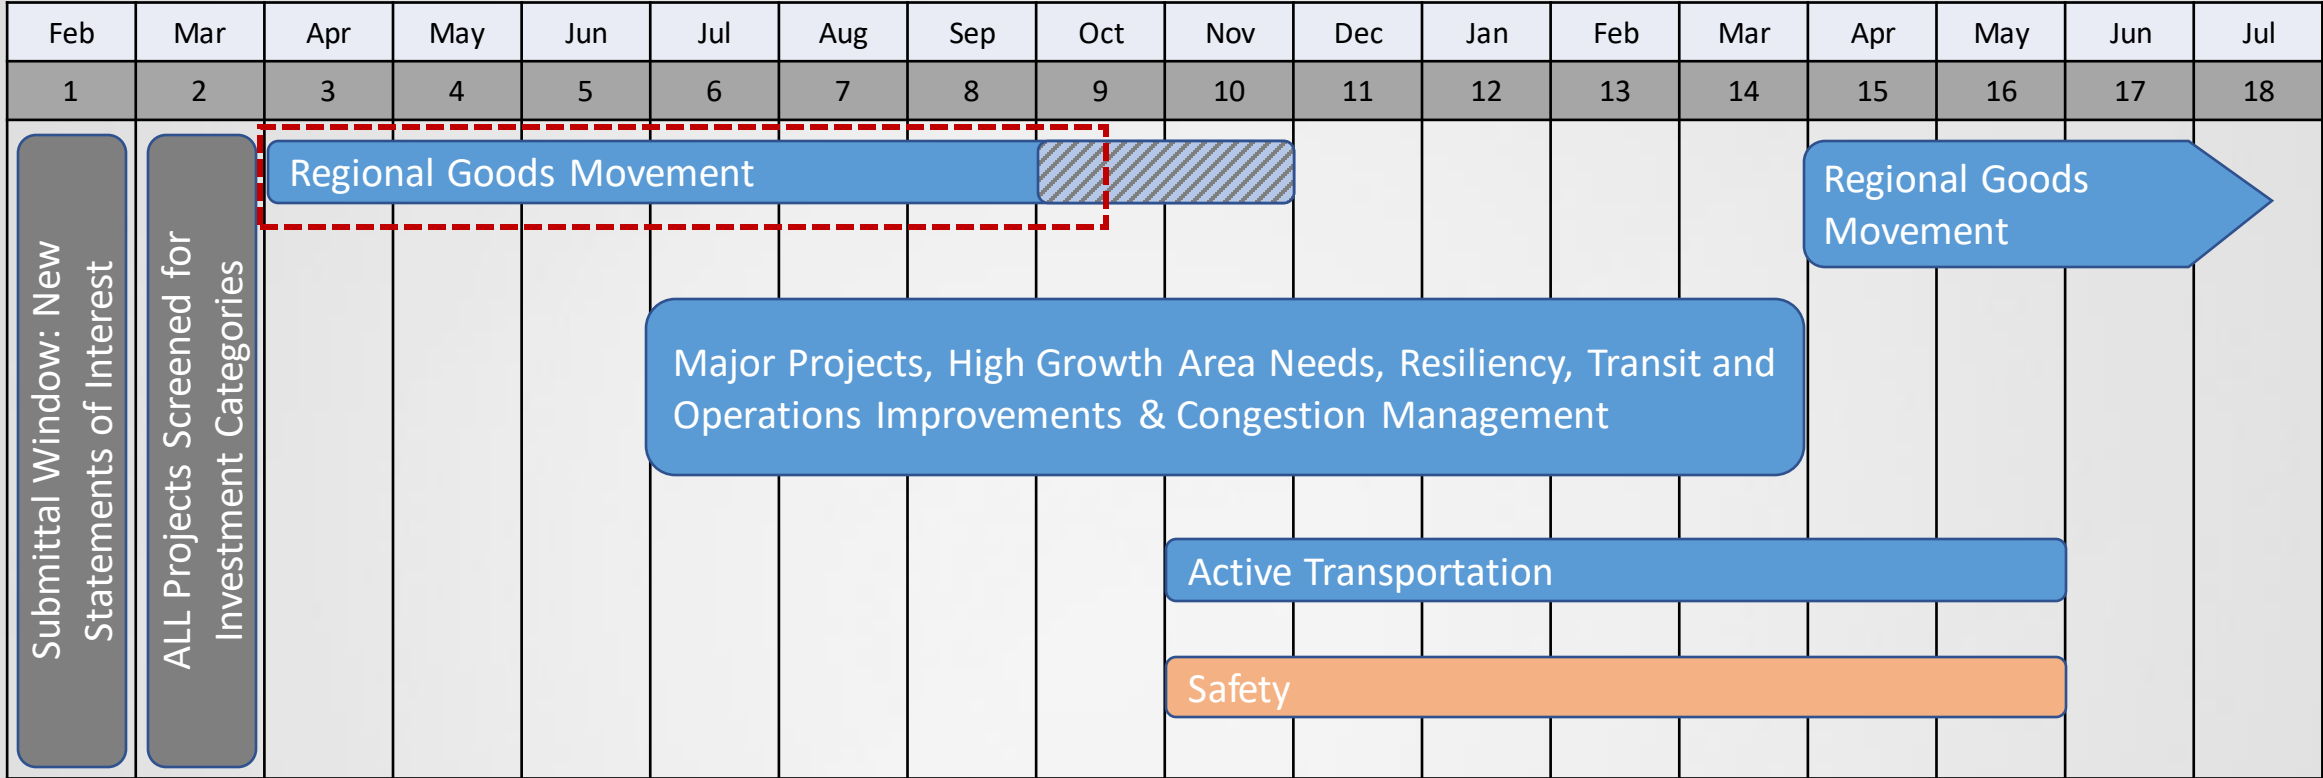 Feb Mar Apr May Jun Jul Aug Sep Oct Nov Dec Jan Feb Mar Apr May Jun Jul
1 2 3 4 5 6 7 8 9 10 11 12 13 14 15 16 17 18
Submittal Window: New
Statements of Interest
ALL Projects Screened for
Investment Categories
Regional Goods Movement
Regional Goods
Movement
Major Projects, High Growth Area Needs, Resiliency, Transit and
Operations Improvements & Congestion Management
Active Transportation
Safety